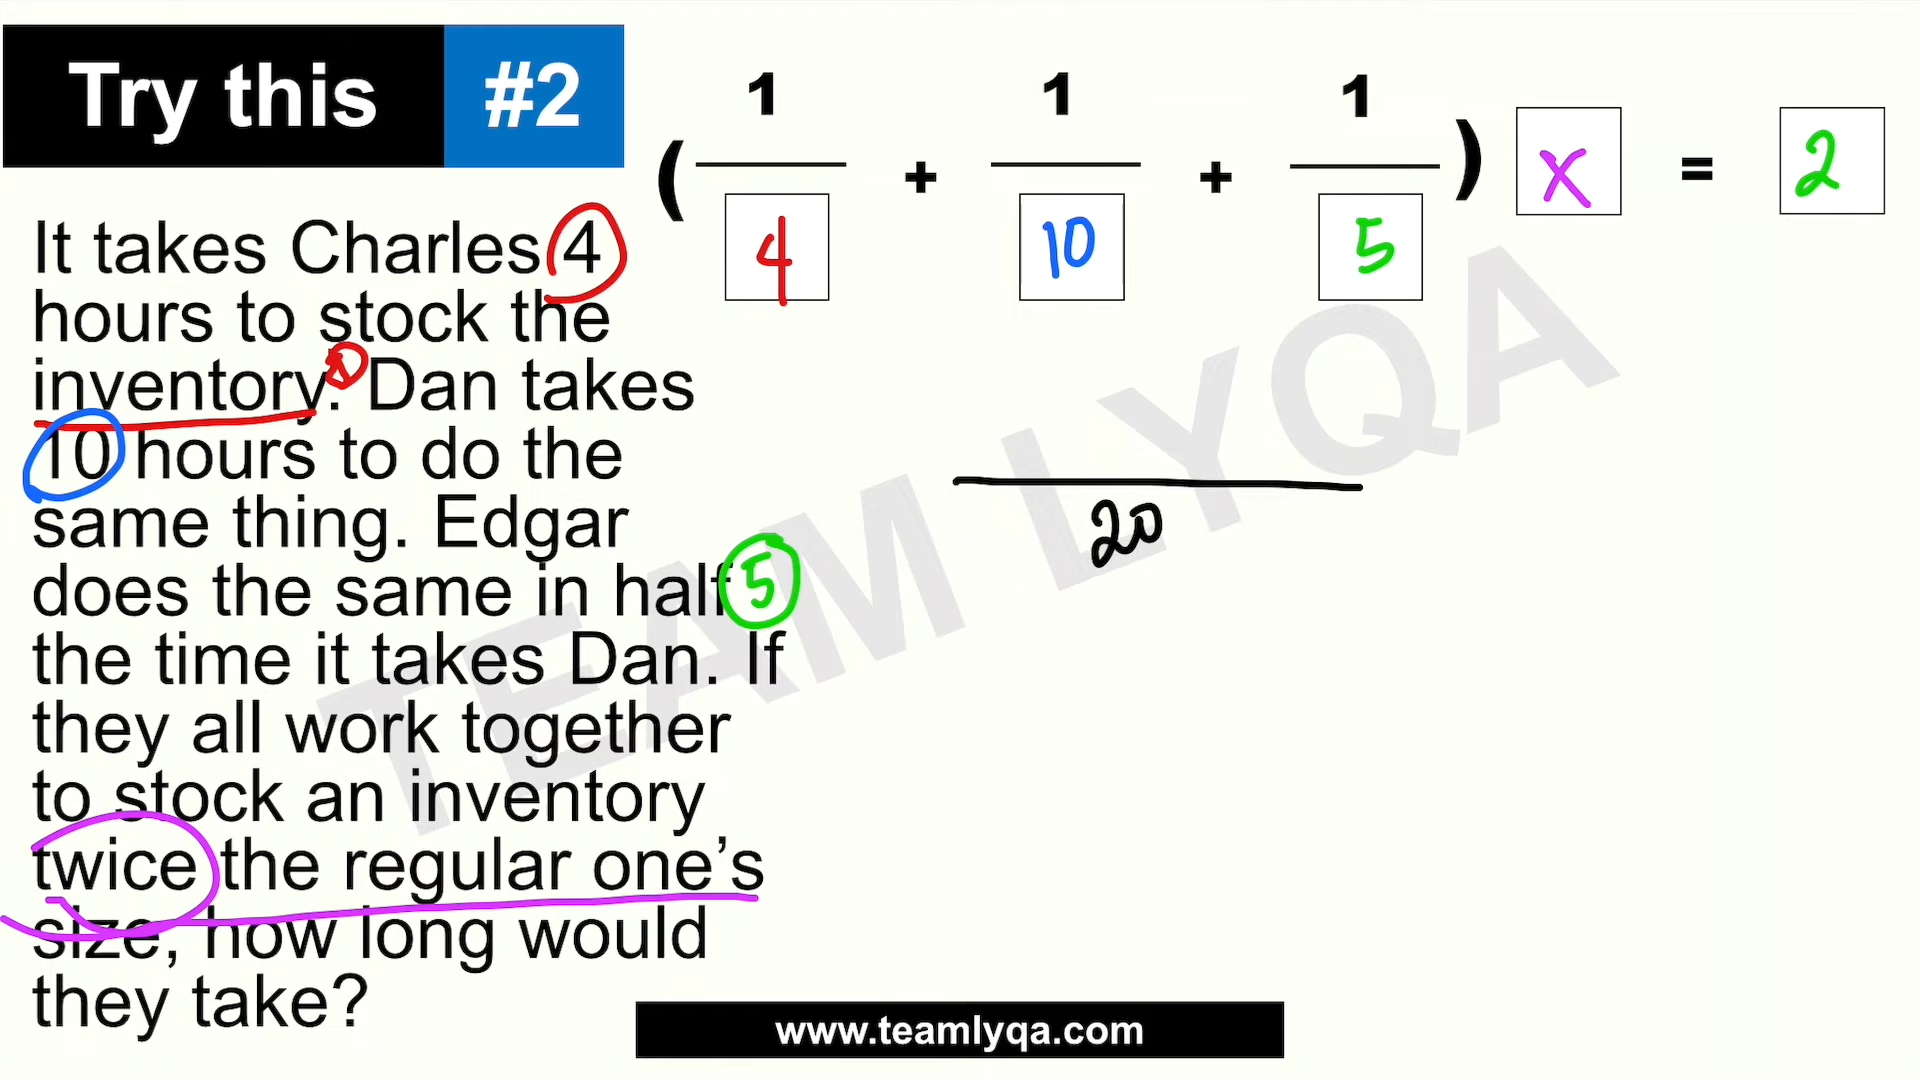 Try this #2
1 1 1
( + + ) x = 2
4 10 5
It takes Charles 4
hours to stock the
inventory. Dan takes
10 hours to do the
same thing. Edgar
does the same in half 5
the time it takes Dan. If
they all work together
to stock an inventory
twice the regular one’s
size, how long would
they take?
20
TEAM LYQA
www.teamlyqa.com